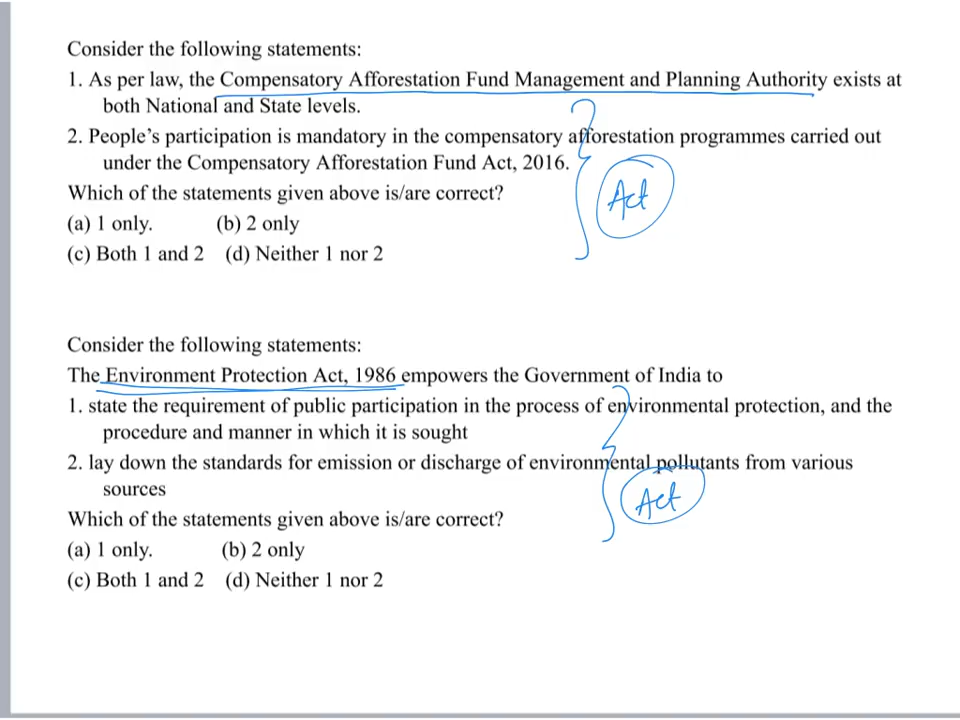 Consider the following statements:
1. As per law, the Compensatory Afforestation Fund Management and Planning Authority exists at
both National and State levels.
2. People's participation is mandatory in the compensatory afforestation programmes carried out
under the Compensatory Afforestation Fund Act, 2016.
Act
Which of the statements given above is/are correct?
(a) 1 only. (b) 2 only
(c) Both 1 and 2 (d) Neither 1 nor 2
Consider the following statements:
The Environment Protection Act, 1986 empowers the Government of India to
1. state the requirement of public participation in the process of environmental protection, and the
procedure and manner in which it is sought
2. lay down the standards for emission or discharge of environmental pollutants from various
sources
Act
Which of the statements given above is/are correct?
(a) 1 only. (b) 2 only
(c) Both 1 and 2 (d) Neither 1 nor 2